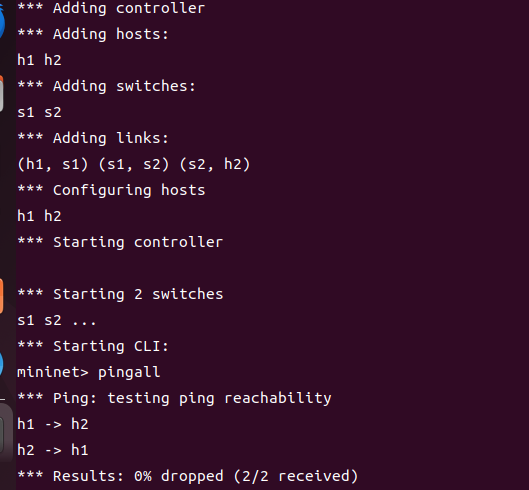 *** Adding controller
*** Adding hosts:
h1 h2
*** Adding switches:
s1 s2
*** Adding links:
(h1, s1) (s1, s2) (s2, h2)
*** Configuring hosts
h1 h2
*** Starting controller

*** Starting 2 switches
s1 s2 ...
*** Starting CLI:
mininet> pingall
*** Ping: testing ping reachability
h1 -> h2
h2 -> h1
*** Results: 0% dropped (2/2 received)